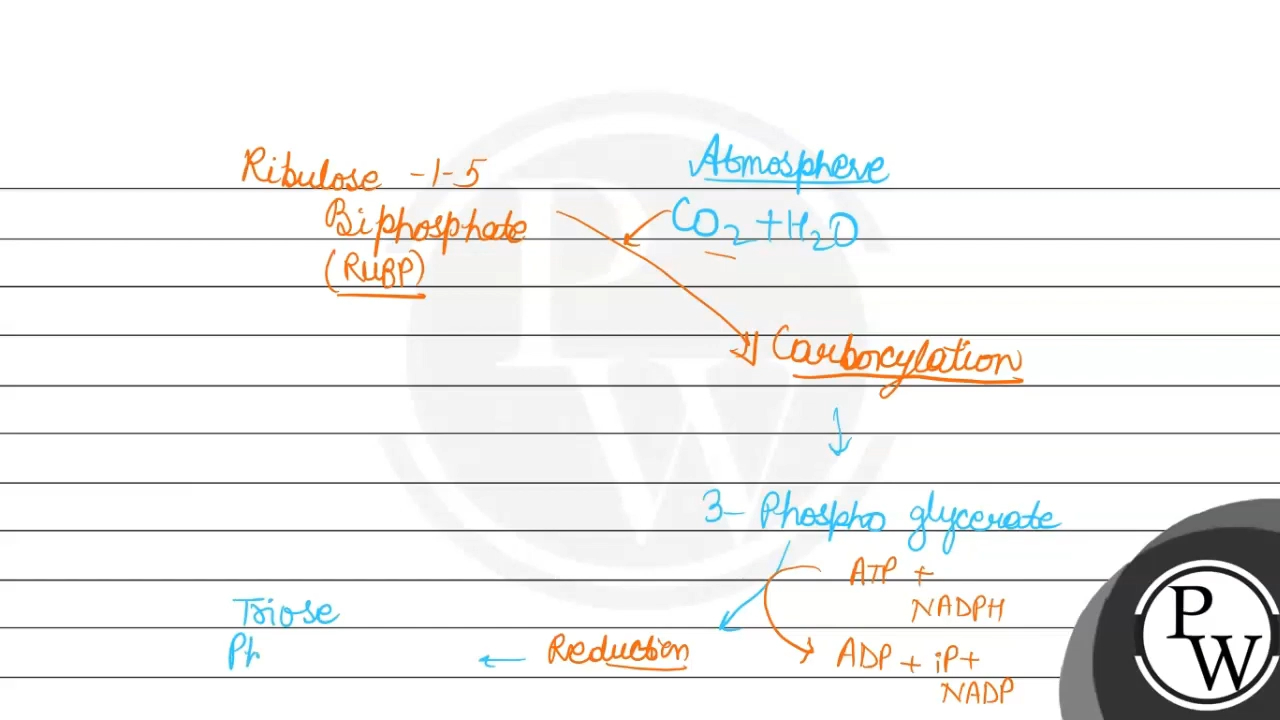 Ribulose -1-5
Biphosphate
(RUBP)
Atmosphere
CO2 + H2O
Carboxylation
3- Phospho glycerate
ATP +
NADPH
ADP + iP +
NADP
Reduction
Triose
Ph
P
W
P
W